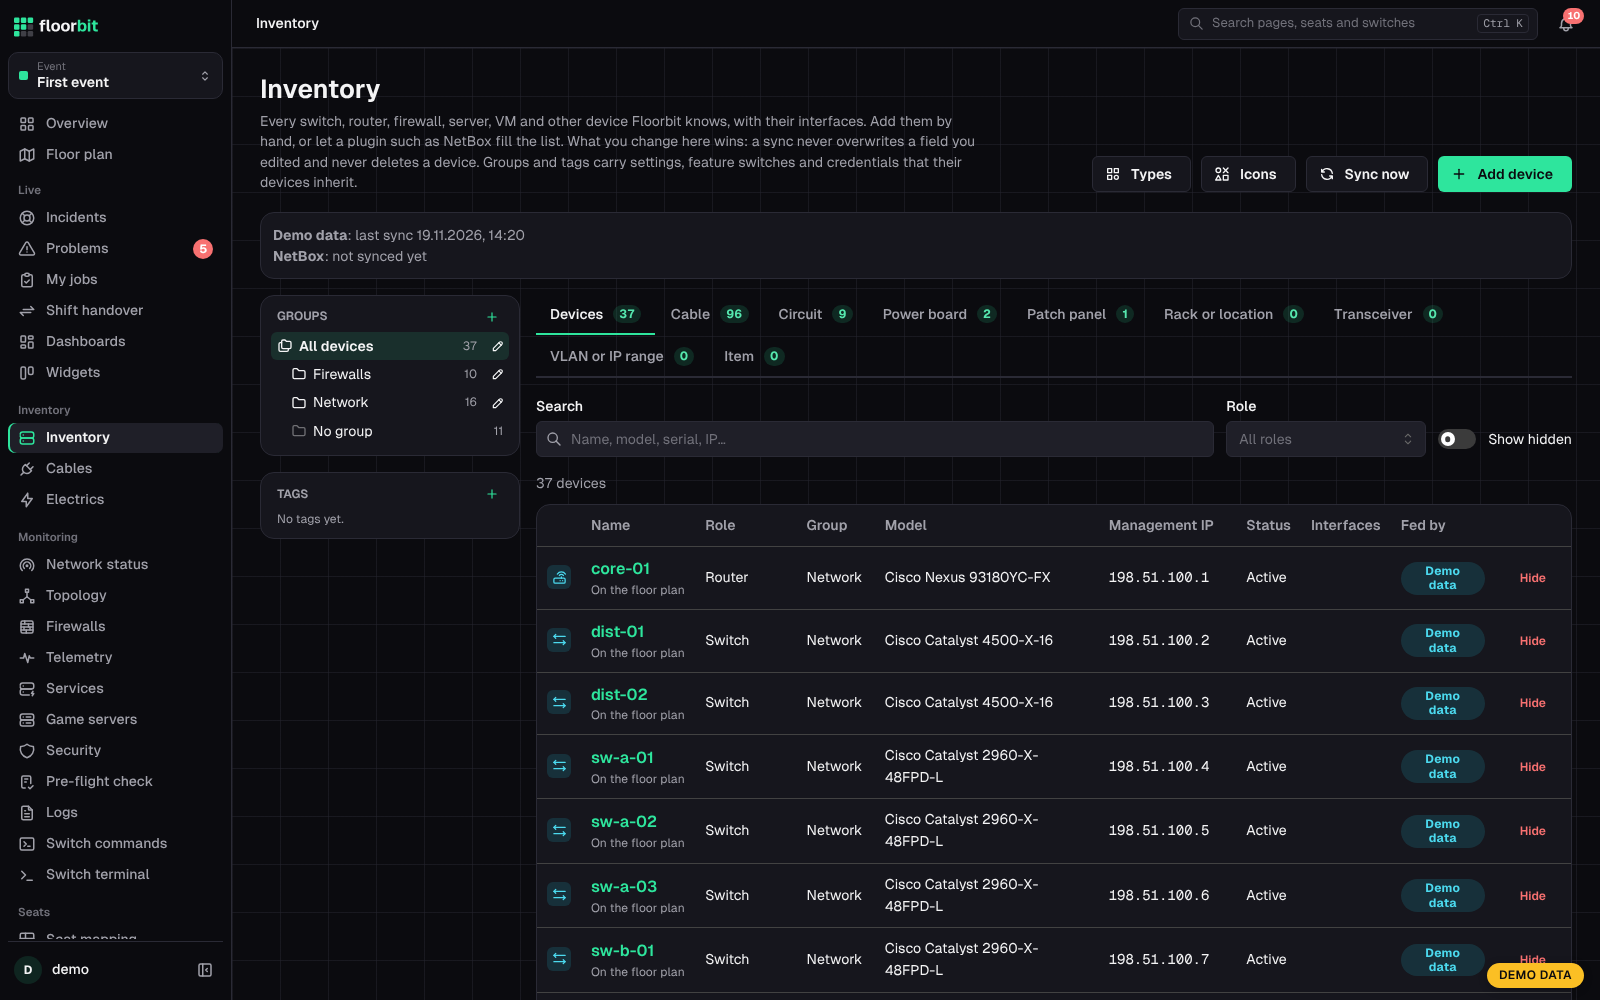 floorbit
Event
First event
Overview
Floor plan
Live
Incidents
Problems 5
My jobs
Shift handover
Dashboards
Widgets
Inventory
Inventory
Cables
Electrics
Monitoring
Network status
Topology
Firewalls
Telemetry
Services
Game servers
Security
Pre-flight check
Logs
Switch commands
Switch terminal
Seats
Seat mapping
D demo
Inventory
Search pages, seats and switches Ctrl K
10
Inventory
Every switch, router, firewall, server, VM and other device Floorbit knows, with their interfaces. Add them by
hand, or let a plugin such as NetBox fill the list. What you change here wins: a sync never overwrites a field you
edited and never deletes a device. Groups and tags carry settings, feature switches and credentials that their
devices inherit.
Types Icons Sync now + Add device
Demo data: last sync 19.11.2026, 14:20
NetBox: not synced yet
GROUPS +
All devices 37
Firewalls 10
Network 16
No group 11
TAGS +
No tags yet.
Devices 37 Cable 96 Circuit 9 Power board 2 Patch panel 1 Rack or location 0 Transceiver 0
VLAN or IP range 0 Item 0
Search Role
Name, model, serial, IP... All roles Show hidden
37 devices
Name Role Group Model Management IP Status Interfaces Fed by
core-01 Router Network Cisco Nexus 93180YC-FX 198.51.100.1 Active Demo data Hide
On the floor plan
dist-01 Switch Network Cisco Catalyst 4500-X-16 198.51.100.2 Active Demo data Hide
On the floor plan
dist-02 Switch Network Cisco Catalyst 4500-X-16 198.51.100.3 Active Demo data Hide
On the floor plan
sw-a-01 Switch Network Cisco Catalyst 2960-X-48FPD-L 198.51.100.4 Active Demo data Hide
On the floor plan
sw-a-02 Switch Network Cisco Catalyst 2960-X-48FPD-L 198.51.100.5 Active Demo data Hide
On the floor plan
sw-a-03 Switch Network Cisco Catalyst 2960-X-48FPD-L 198.51.100.6 Active Demo data Hide
On the floor plan
sw-b-01 Switch Network Cisco Catalyst 2960-X-48FPD-L 198.51.100.7 Active Demo data Hide
On the floor plan
DEMO DATA